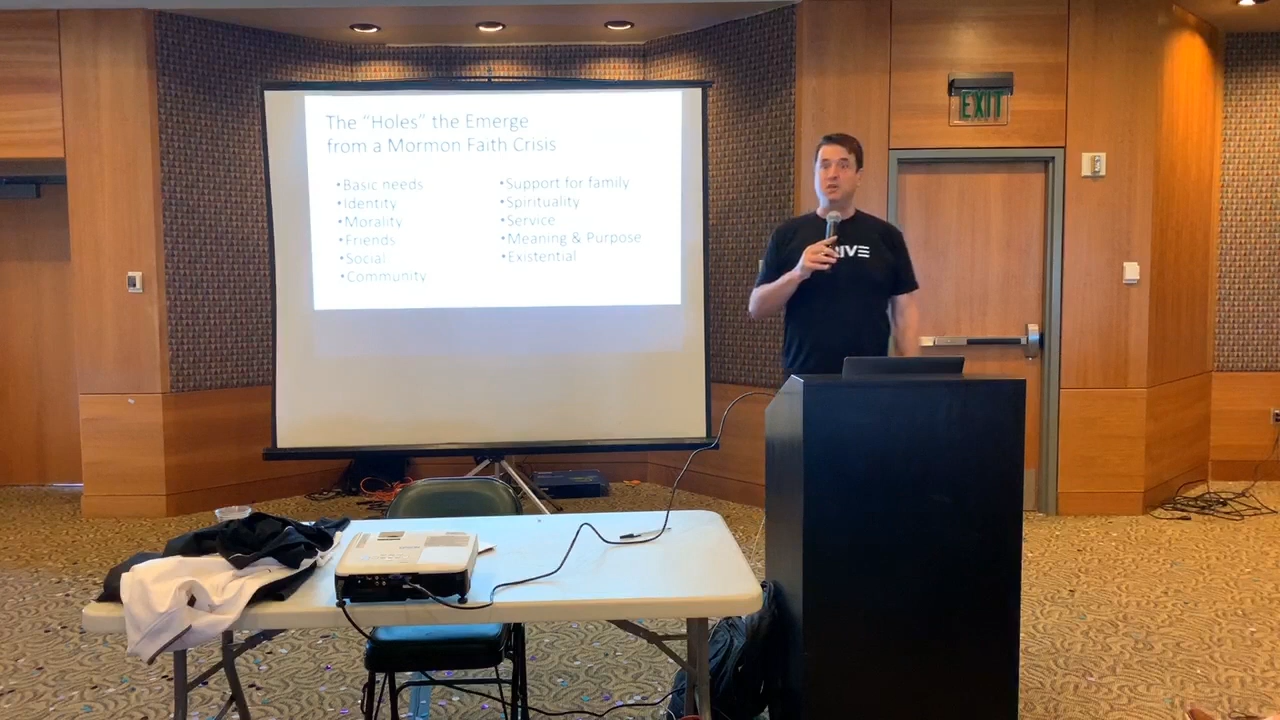 The “Holes” the Emerge
from a Mormon Faith Crisis
•Basic needs
•Identity
•Morality
•Friends
•Social
•Community
•Support for family
•Spirituality
•Service
•Meaning & Purpose
•Existential
EXIT